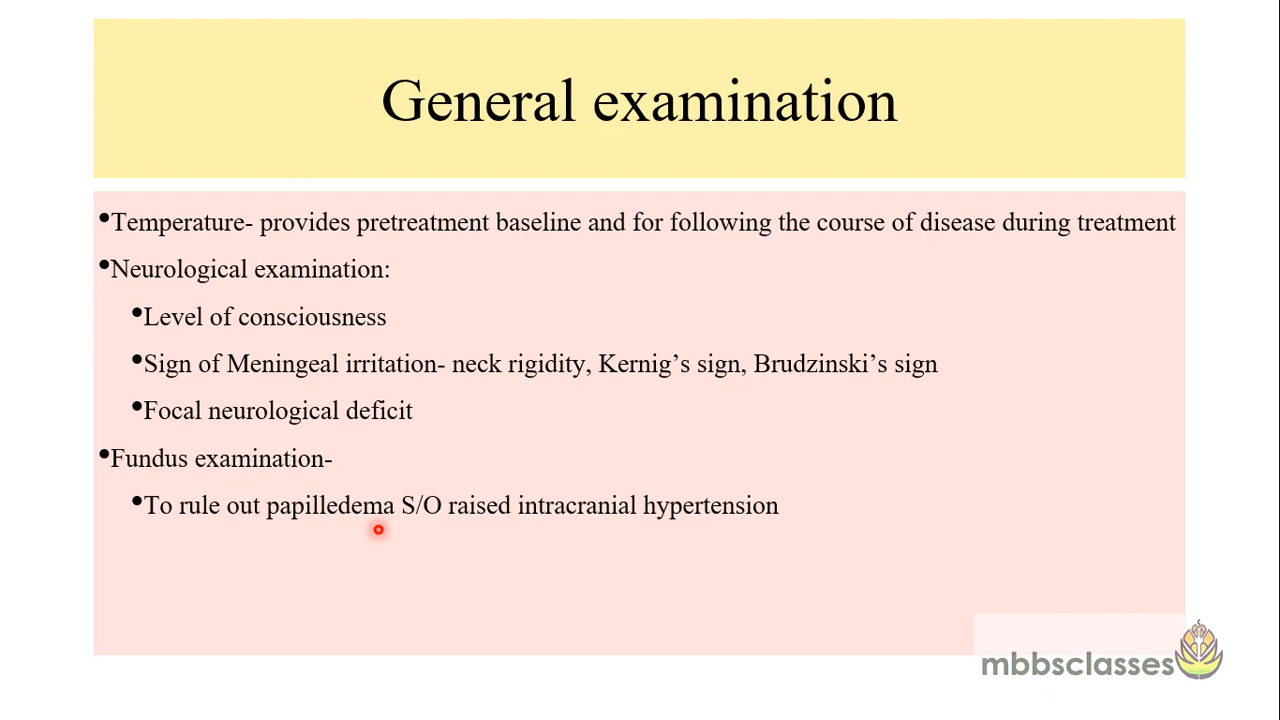 General examination
•Temperature- provides pretreatment baseline and for following the course of disease during treatment
•Neurological examination:
•Level of consciousness
•Sign of Meningeal irritation- neck rigidity, Kernig’s sign, Brudzinski’s sign
•Focal neurological deficit
•Fundus examination-
•To rule out papilledema S/O raised intracranial hypertension
mbbsclasses